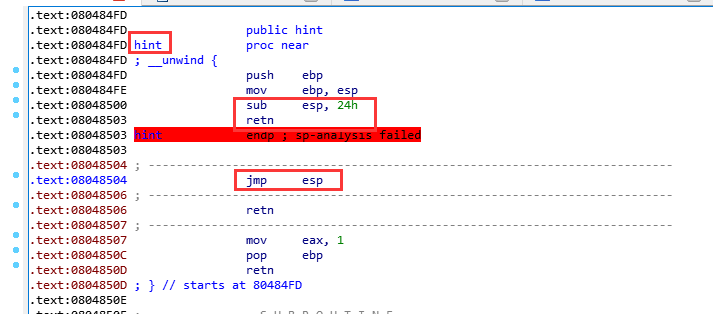 .text:080484FD
.text:080484FD public hint
.text:080484FD hint proc near
.text:080484FD ; __unwind {
.text:080484FD push ebp
.text:080484FE mov ebp, esp
.text:08048500 sub esp, 24h
.text:08048503 retn
.text:08048503 hint endp ; sp-analysis failed
.text:08048503
.text:08048504 ; ---------------------------------------------------------------------------
.text:08048504 jmp esp
.text:08048506 ; ---------------------------------------------------------------------------
.text:08048506 retn
.text:08048507 ; ---------------------------------------------------------------------------
.text:08048507 mov eax, 1
.text:0804850C pop ebp
.text:0804850D retn
.text:0804850D ; } // starts at 80484FD
.text:0804850E